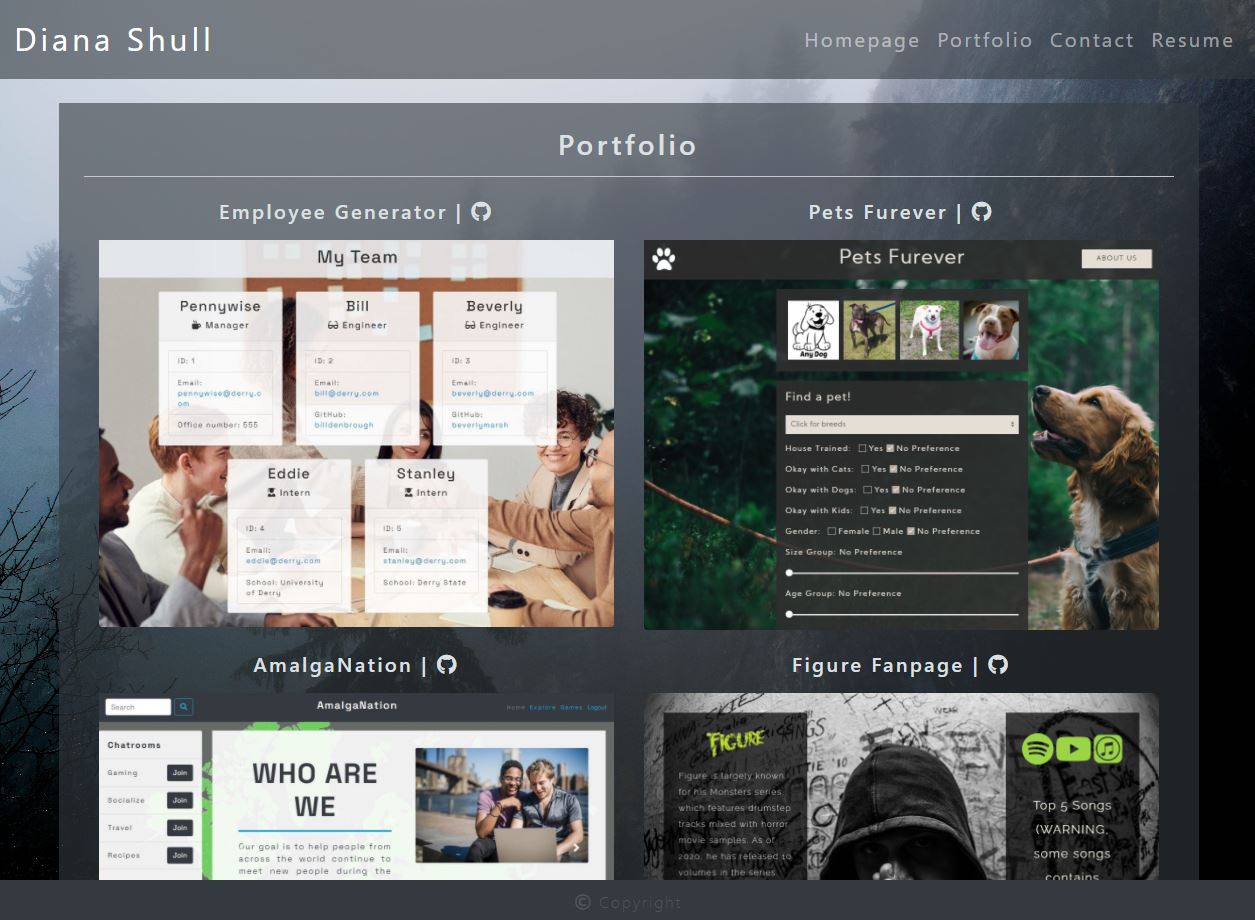 Diana Shull
Homepage Portfolio Contact Resume
Portfolio
Employee Generator |
My Team
Pennywise
Manager
ID: 1
Email:
pennywise@derry.c
om
Office number: 555
Bill
Engineer
ID: 2
Email:
bill@derry.com
GitHub:
billdenbrough
Beverly
Engineer
ID: 3
Email:
beverly@derry.com
GitHub:
beverlymarsh
Eddie
Intern
ID: 4
Email:
eddie@derry.com
School: University
of Derry
Stanley
Intern
ID: 5
Email:
stanley@derry.com
School: Derry State
Pets Furever |
Pets Furever
ABOUT US
Any Dog
Find a pet!
Click for breeds
House Trained: Yes No Preference
Okay with Cats: Yes No Preference
Okay with Dogs: Yes No Preference
Okay with Kids: Yes No Preference
Gender: Female Male No Preference
Size Group: No Preference
Age Group: No Preference
AmalgaNation |
Search
AmalgaNation
Home Explore Games Logout
Chatrooms
Gaming Join
Socialize Join
Travel Join
Recipes Join
WHO ARE
WE
Our goal is to help people from
across the world continue to
meet new people during the
Figure Fanpage |
FIGURE
Figure is largely known
for his Monsters series,
which features drumstep
tracks mixed with horror
movie samples. As of
2020, he has released 10
volumes in the series.
Top 5 Songs
(WARNING,
some songs
contains
© Copyright